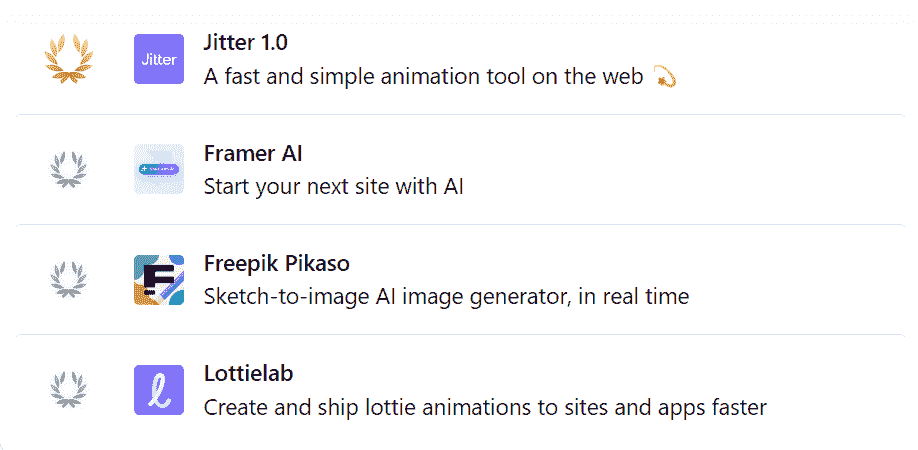 Jitter 1.0
Jitter
A fast and simple animation tool on the web 💫
Framer AI
Start your next site with AI
Freepik Pikaso
Sketch-to-image AI image generator, in real time
Lottielab
Create and ship lottie animations to sites and apps faster